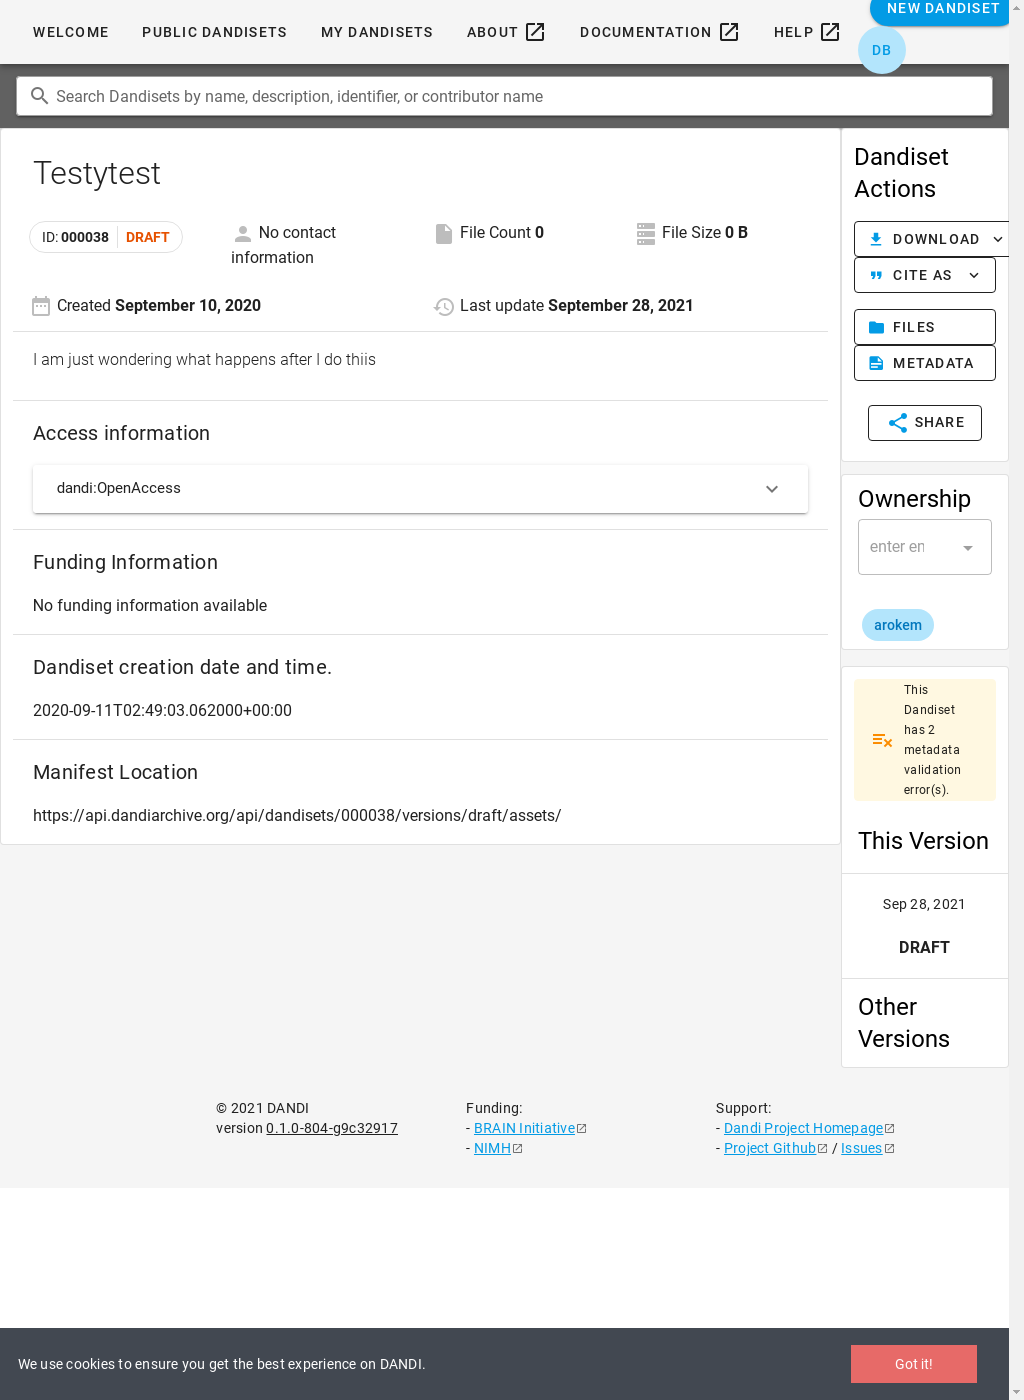 WELCOME
PUBLIC DANDISETS
MY DANDISETS
ABOUT
DOCUMENTATION
HELP
NEW DANDISET
DB
Search Dandisets by name, description, identifier, or contributor name
Testytest
ID: 000038 DRAFT
No contact
information
File Count 0
File Size 0 B
Created September 10, 2020
Last update September 28, 2021
I am just wondering what happens after I do thiis
Access information
dandi:OpenAccess
Funding Information
No funding information available
Dandiset creation date and time.
2020-09-11T02:49:03.062000+00:00
Manifest Location
https://api.dandiarchive.org/api/dandisets/000038/versions/draft/assets/
Dandiset
Actions
DOWNLOAD
CITE AS
FILES
METADATA
SHARE
Ownership
enter en
arokem
This
Dandiset
has 2
metadata
validation
error(s).
This Version
Sep 28, 2021
DRAFT
Other
Versions
© 2021 DANDI
version 0.1.0-804-g9c32917
Funding:
- BRAIN Initiative
- NIMH
Support:
- Dandi Project Homepage
- Project Github / Issues
We use cookies to ensure you get the best experience on DANDI.
Got it!